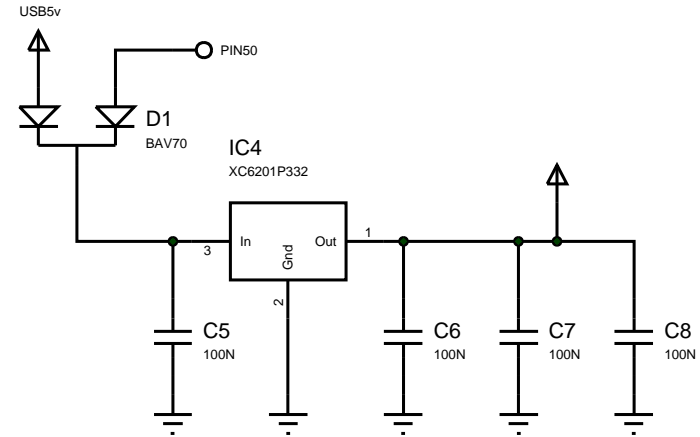 USB5v
PIN50
D1
BAV70
IC4
XC6201P332
In
Out
Gnd
3
1
2
C5
100N
C6
100N
C7
100N
C8
100N